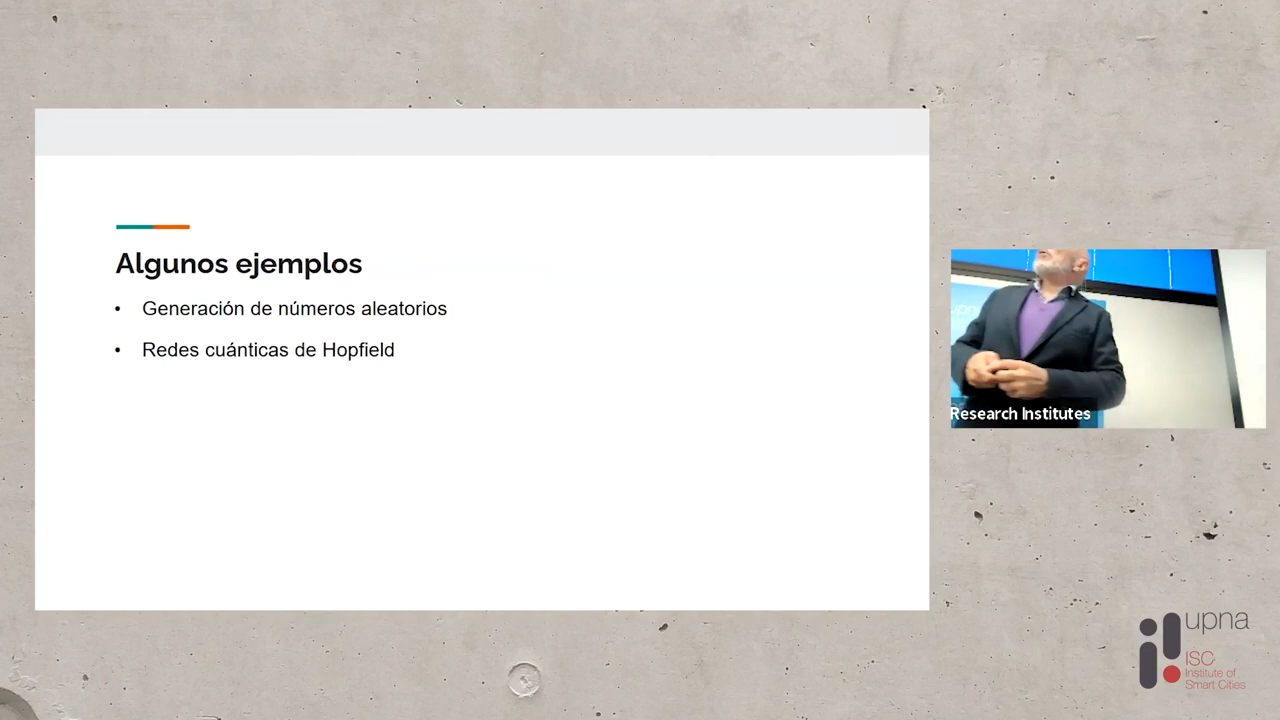 Algunos ejemplos
• Generación de números aleatorios
• Redes cuánticas de Hopfield
Research Institutes
upna
ISC
Institute of
Smart Cities